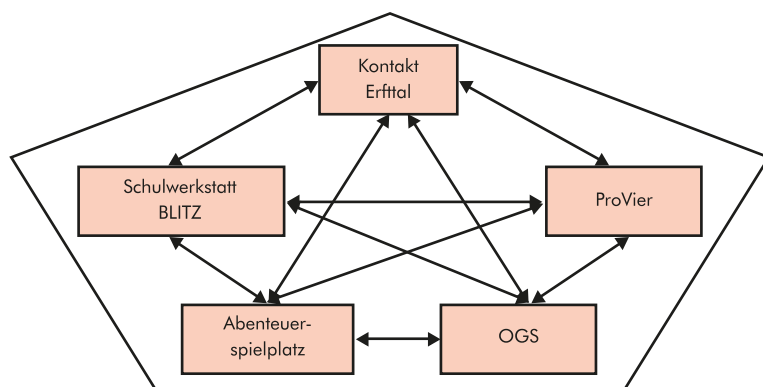 Kontakt
Erfttal
Schulwerkstatt
BLITZ
ProVier
Abenteuer-
spielplatz
OGS